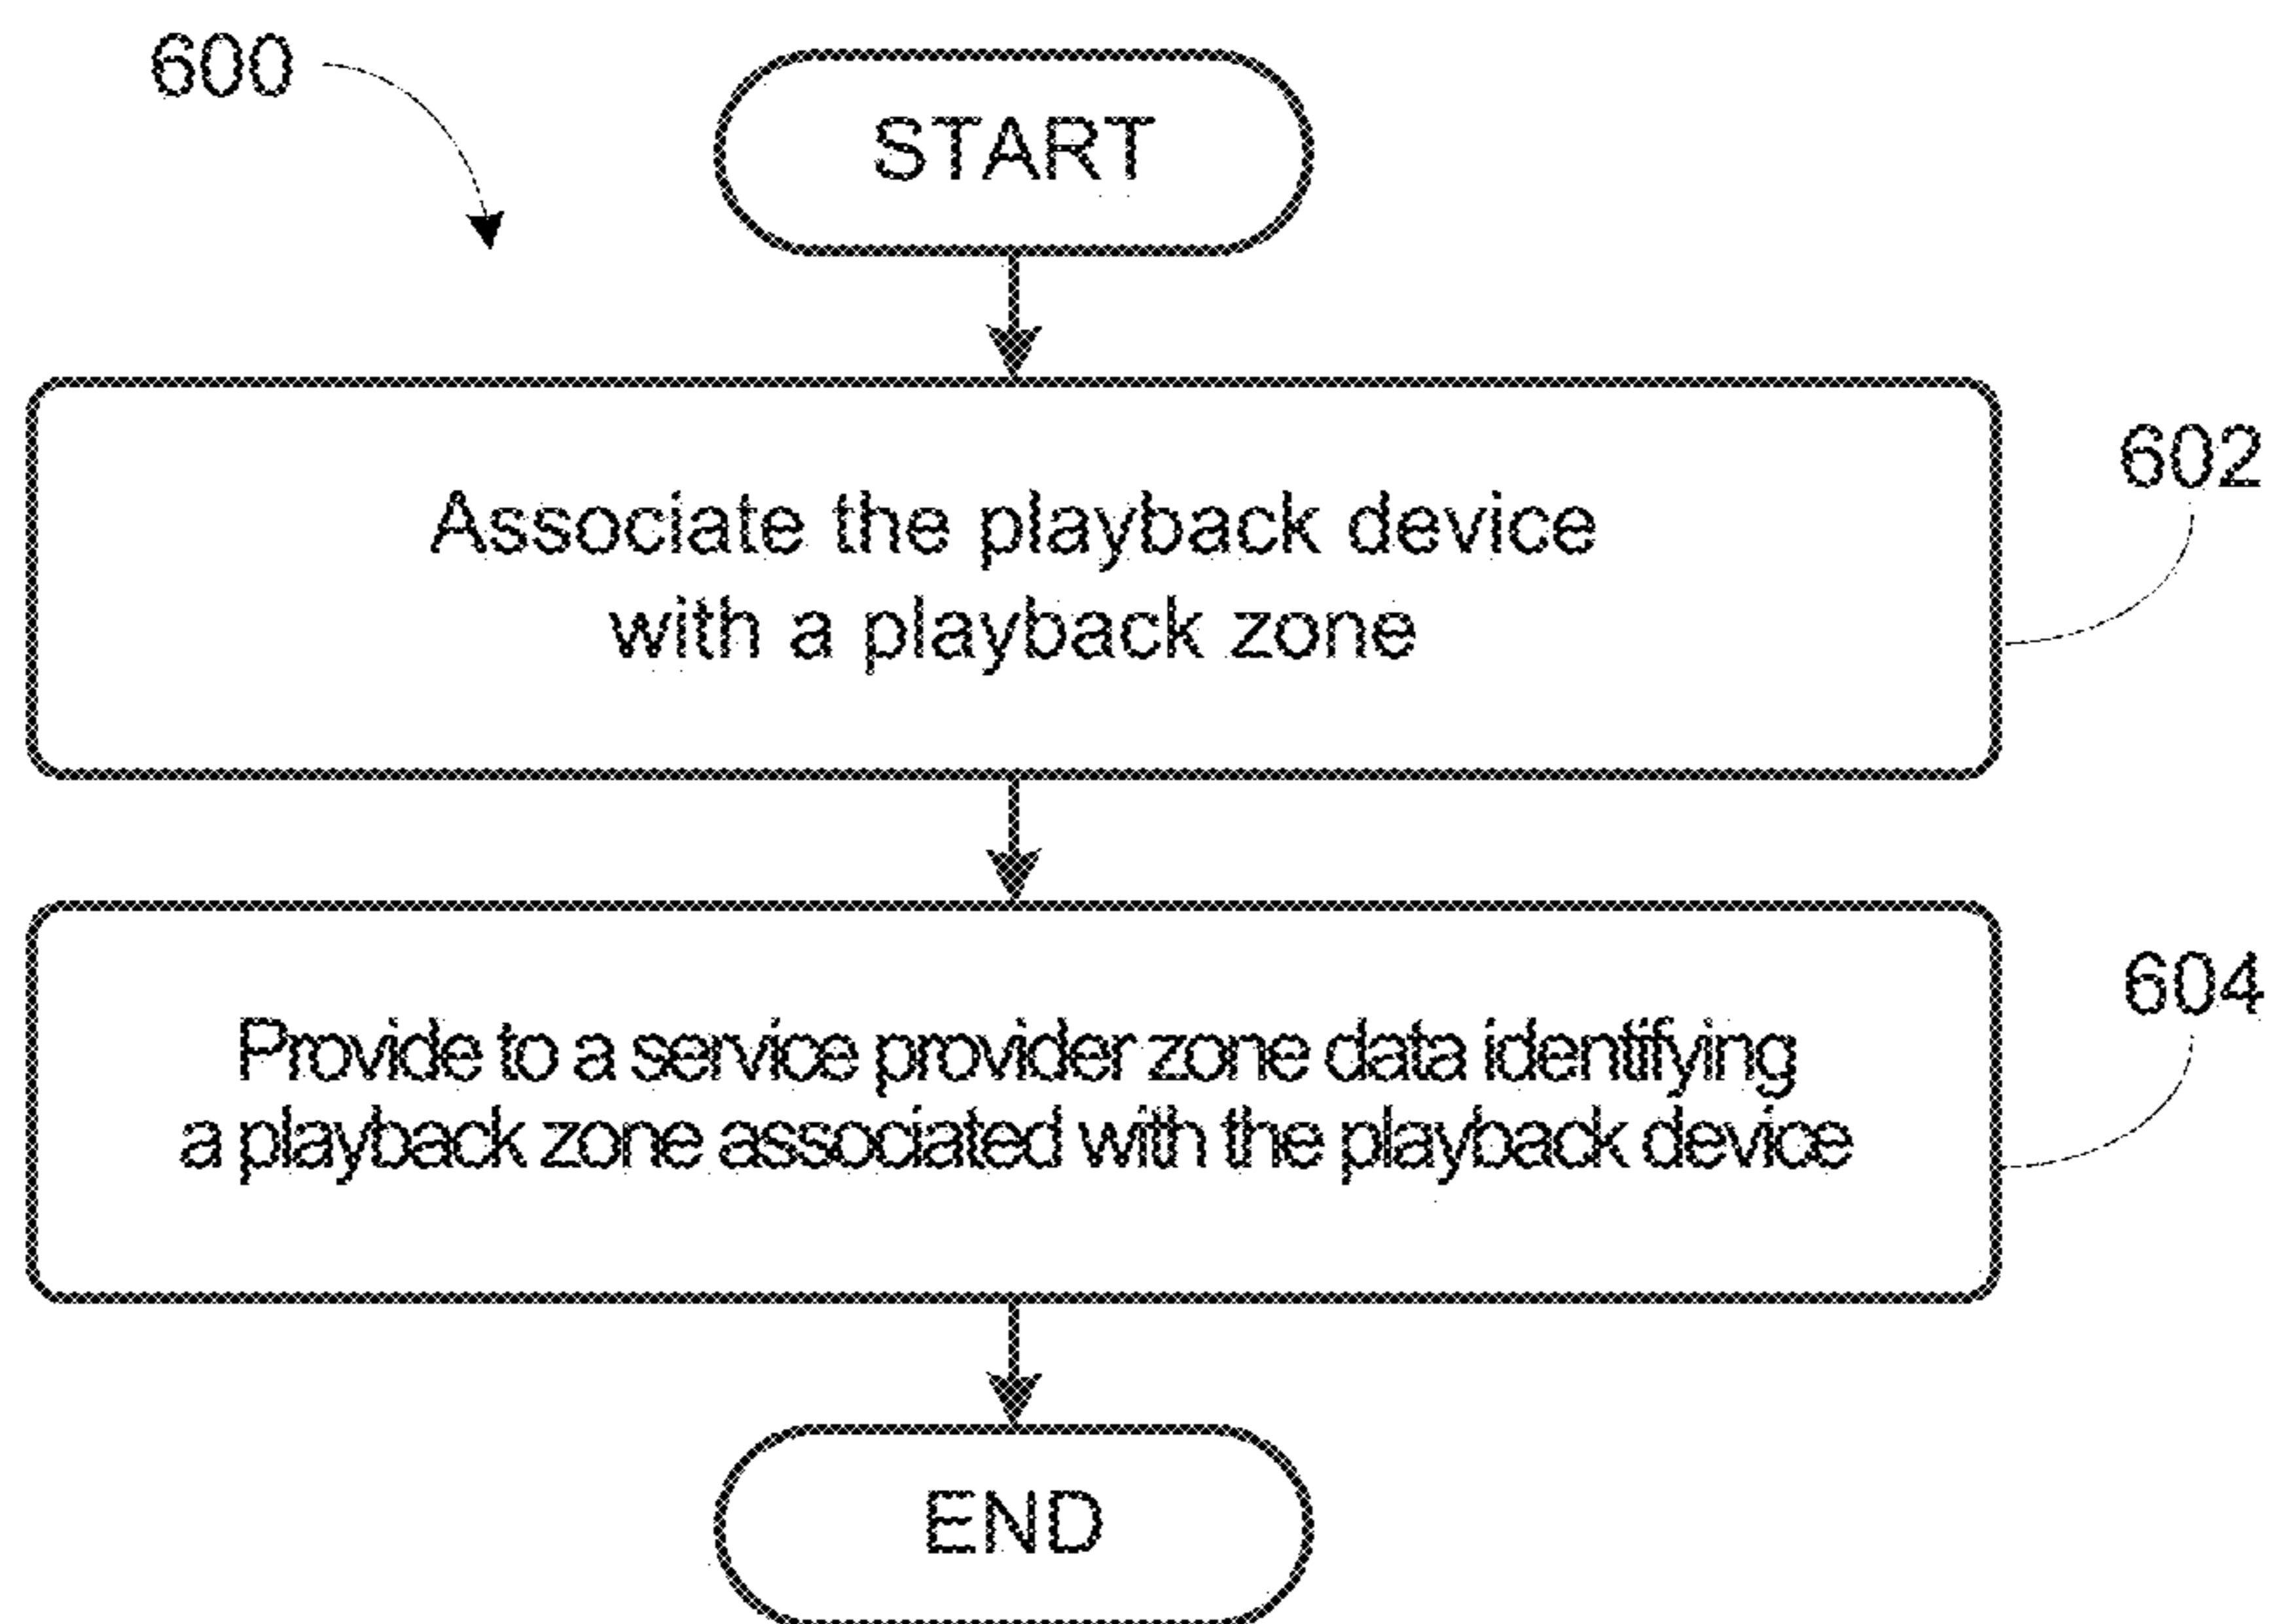 600
START
602
Associate the playback device
with a playback zone
604
Provide to a service provider zone data identifying
a playback zone associated with the playback device
END